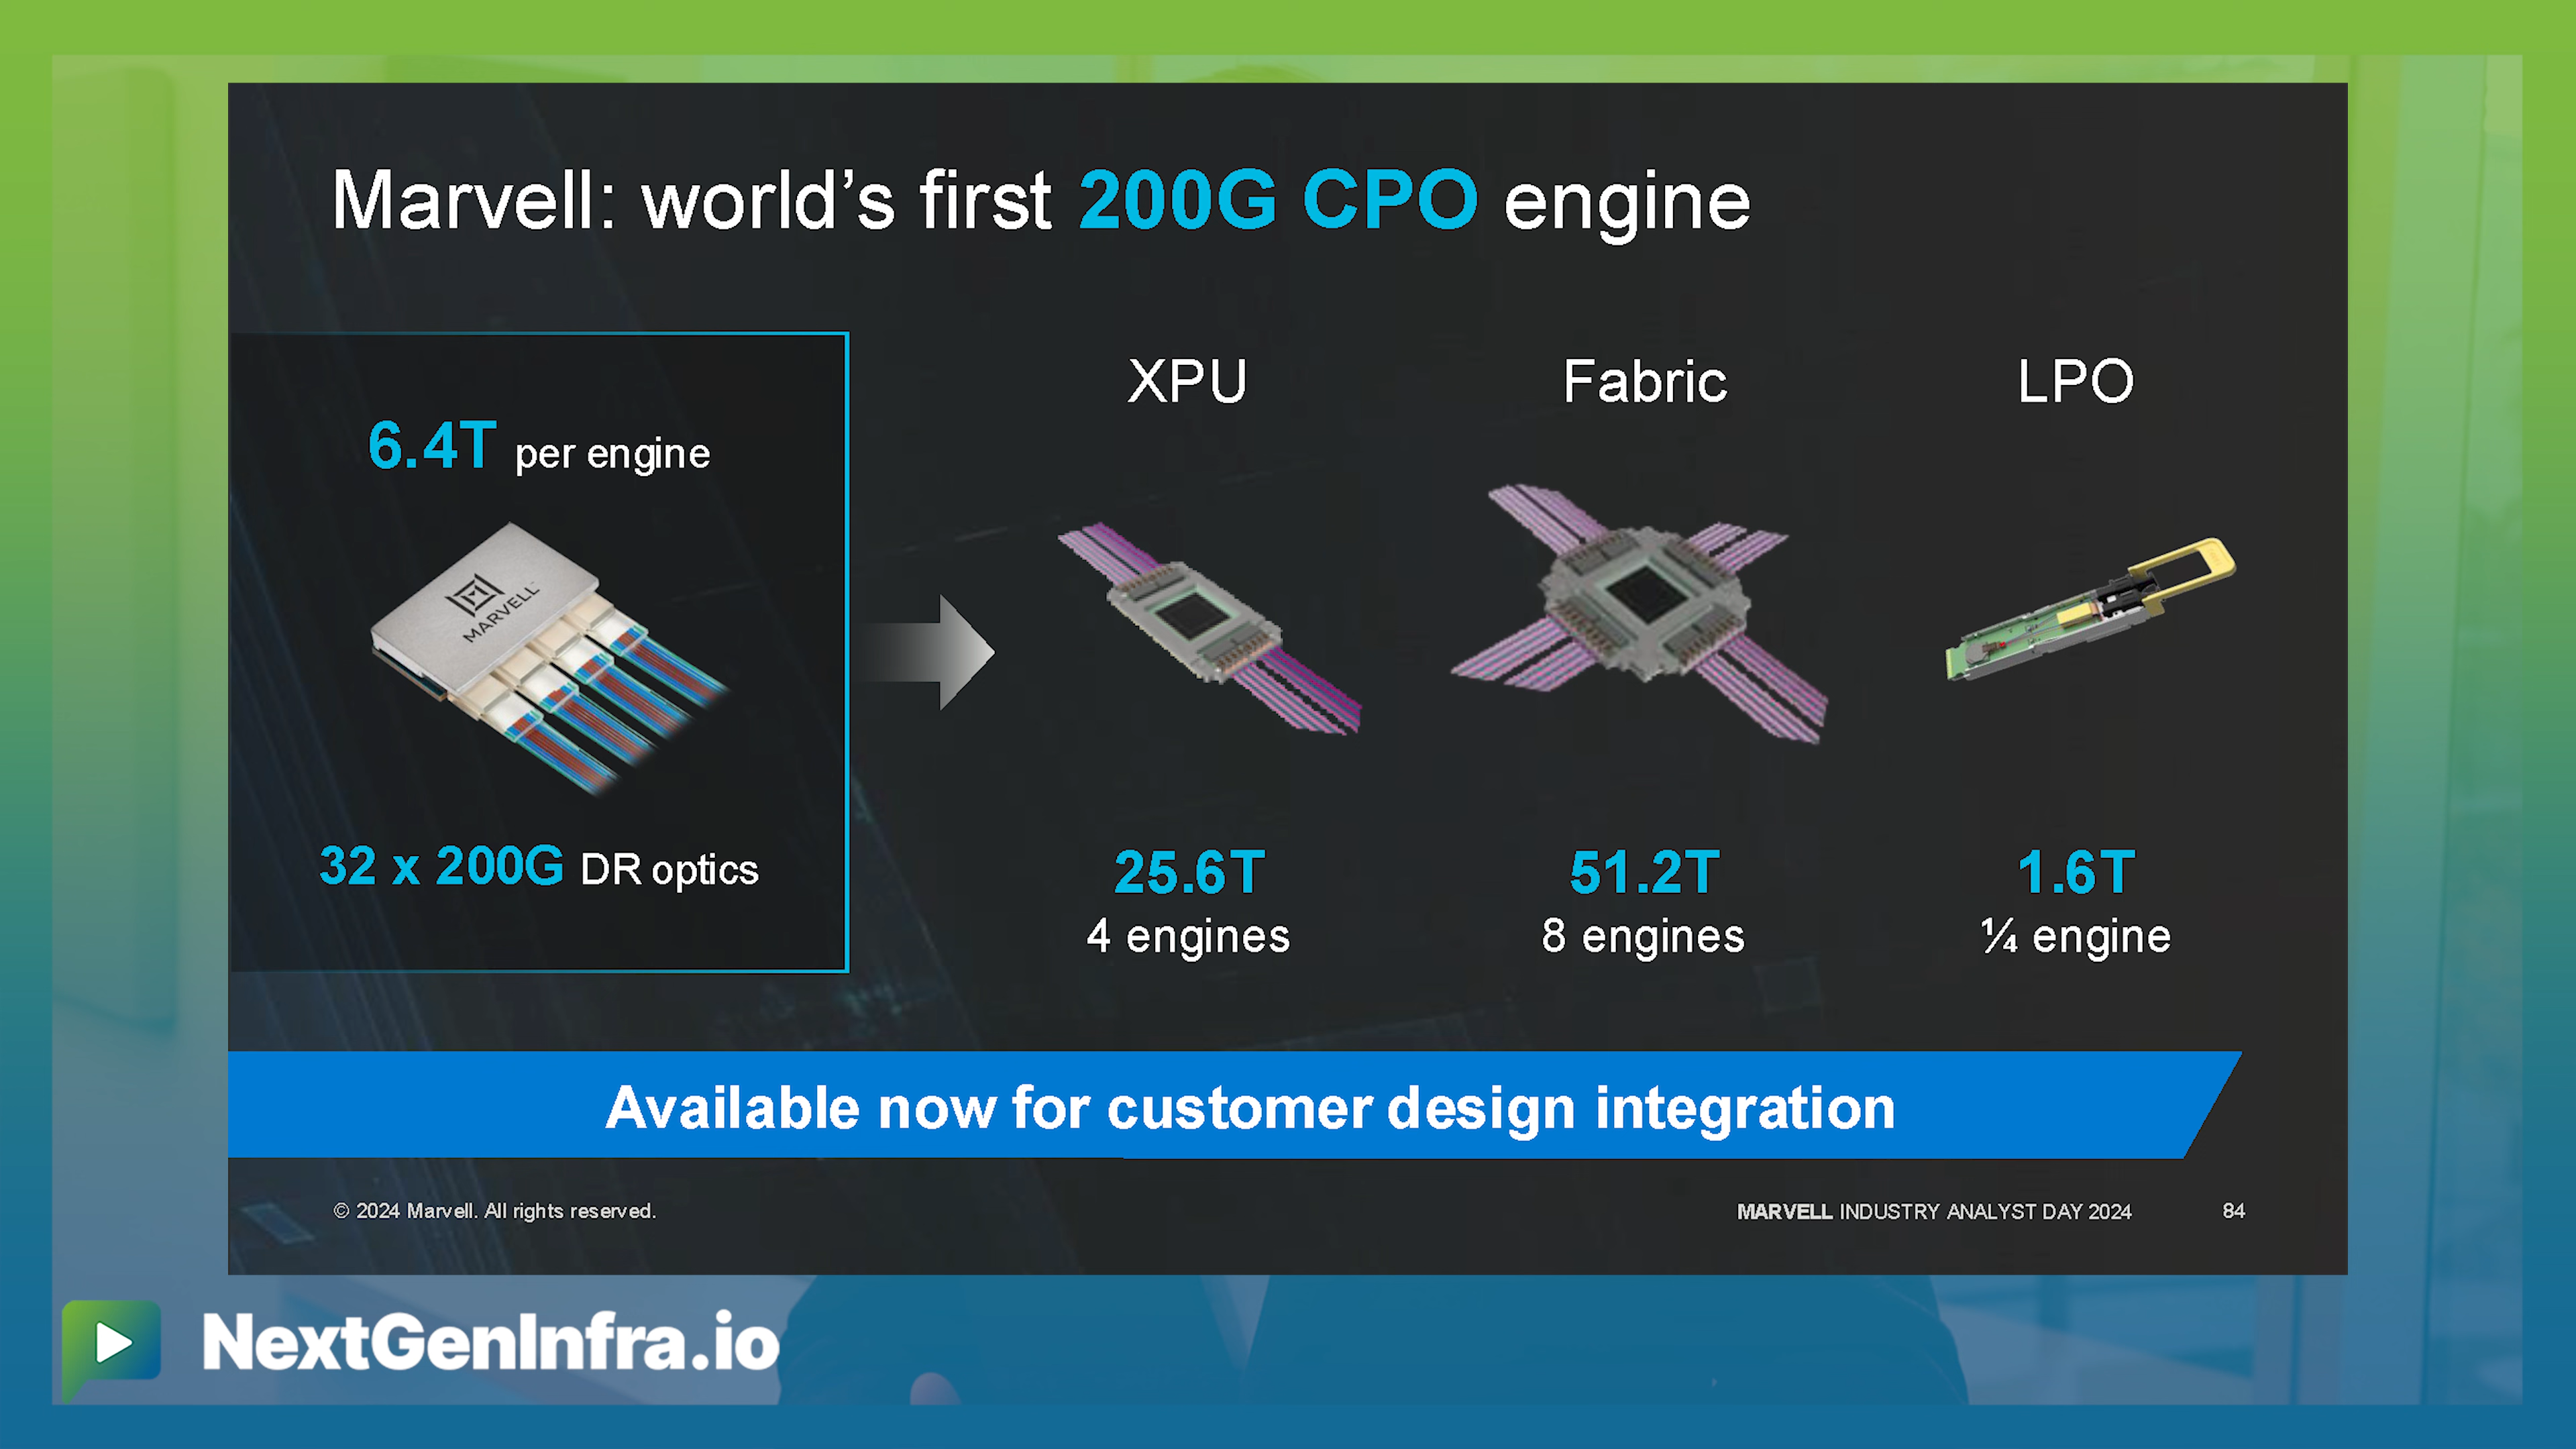 Marvell: world’s first 200G CPO engine
6.4T per engine
MARVELL
32 x 200G DR optics
XPU
25.6T
4 engines
Fabric
51.2T
8 engines
LPO
1.6T
¼ engine
Available now for customer design integration
© 2024 Marvell. All rights reserved.
MARVELL INDUSTRY ANALYST DAY 2024 84
NextGenInfra.io